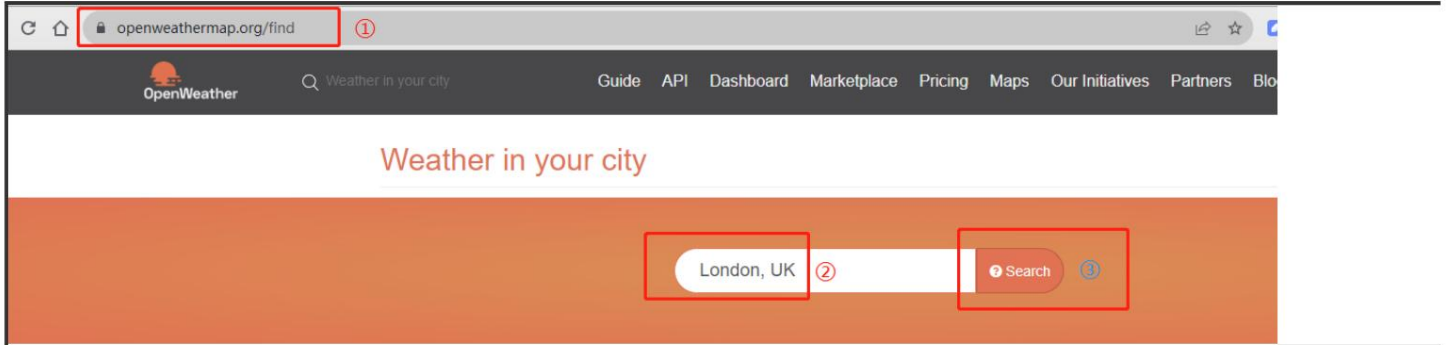 openweathermap.org/find ①
OpenWeather Weather in your city Guide API Dashboard Marketplace Pricing Maps Our Initiatives Partners
Weather in your city
London, UK ② Search ③